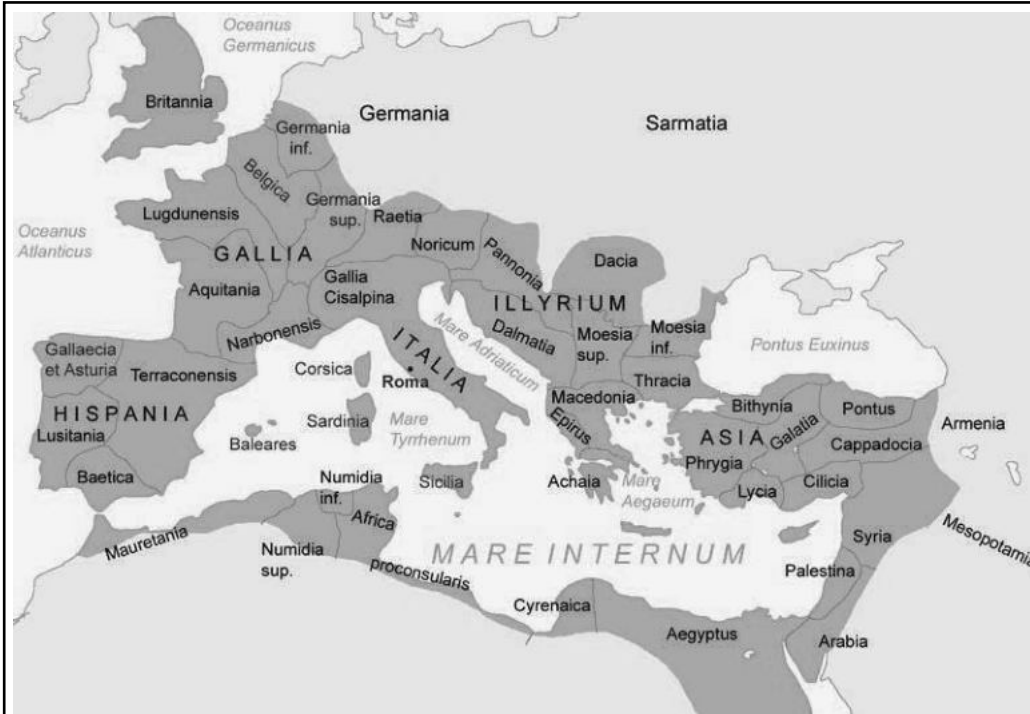 Oceanus
Germanicus
Britannia
Germania
Sarmatia
Germania
inf.
Belgica
Germania
sup.
Lugdunensis
Raetia
Oceanus
Atlanticus
GALLIA
Noricum
Pannonia
Dacia
Aquitania
Gallia
Cisalpina
ILLYRIUM
Narbonensis
Dalmatia
Moesia
sup.
Moesia
inf.
Mare Adriaticum
Pontus Euxinus
Gallaecia
et Asturia
Terraconensis
Corsica
ITALIA
Roma
Thracia
Macedonia
Epirus
Bithynia
Pontus
HISPANIA
Lusitania
Sardinia
Mare
Tyrrhenum
ASIA
Galatia
Cappadocia
Armenia
Baleares
Phrygia
Baetica
Numidia
inf.
Sicilia
Achaia
Mare
Aegaeum
Lycia
Cilicia
Africa
proconsularis
Mauretania
Numidia
sup.
MARE INTERNUM
Syria
Mesopotamia
Palestina
Cyrenaica
Aegyptus
Arabia